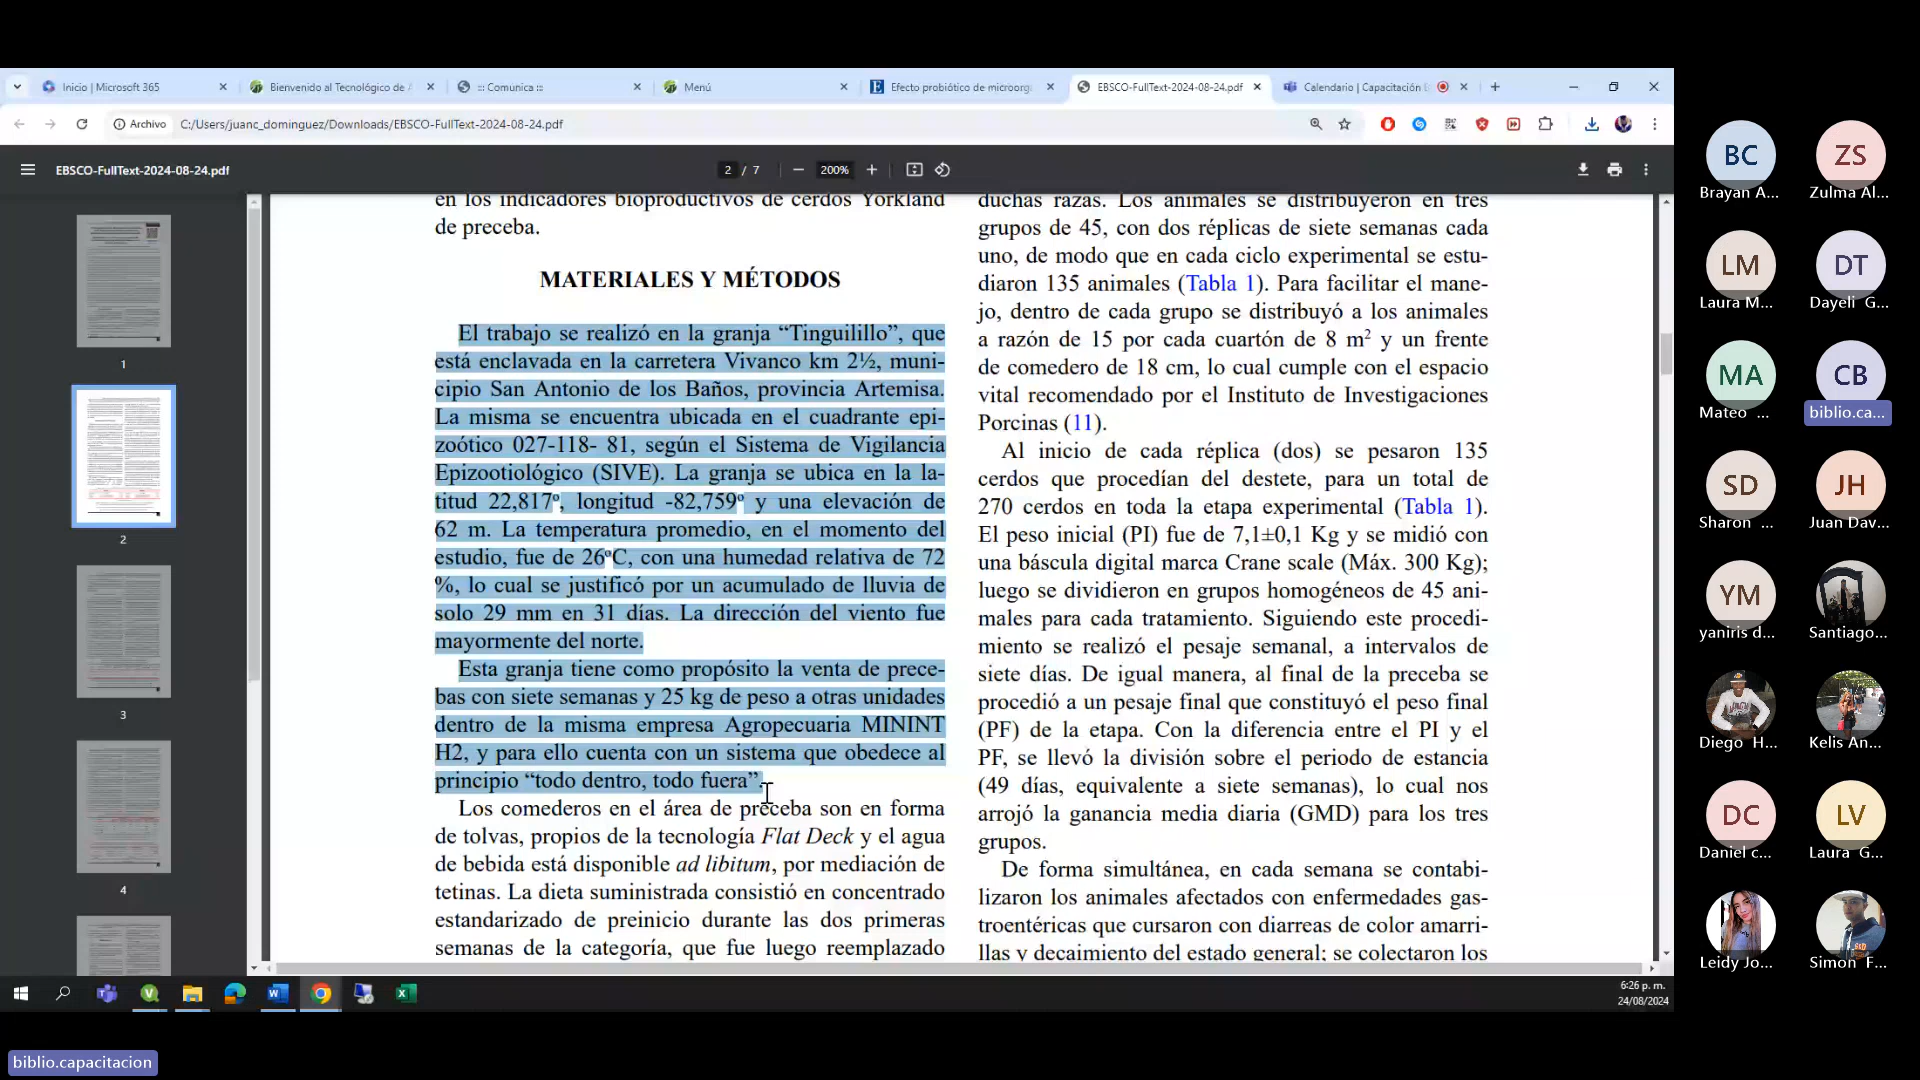 Inicio | Microsoft 365
Bienvenido al Tecnológico de A
::: Comunica :::
Menú
Efecto probiótico de microorg
EBSCO-FullText-2024-08-24.pdf
Calendario | Capacitación
Archivo
C:/Users/juanc_dominguez/Downloads/EBSCO-FullText-2024-08-24.pdf
EBSCO-FullText-2024-08-24.pdf
2 / 7
200%
1
2
3
4
en los indicadores bioproductivos de cerdos Yorkland
de preceba.
MATERIALES Y MÉTODOS
El trabajo se realizó en la granja “Tinguilillo”, que
está enclavada en la carretera Vivanco km 2½, muni-
cipio San Antonio de los Baños, provincia Artemisa.
La misma se encuentra ubicada en el cuadrante epi-
zoótico 027-118- 81, según el Sistema de Vigilancia
Epizootiológico (SIVE). La granja se ubica en la la-
titud 22,817º, longitud -82,759º y una elevación de
62 m. La temperatura promedio, en el momento del
estudio, fue de 26ºC, con una humedad relativa de 72
%, lo cual se justificó por un acumulado de lluvia de
solo 29 mm en 31 días. La dirección del viento fue
mayormente del norte.
Esta granja tiene como propósito la venta de prece-
bas con siete semanas y 25 kg de peso a otras unidades
dentro de la misma empresa Agropecuaria MININT
H2, y para ello cuenta con un sistema que obedece al
principio “todo dentro, todo fuera”.
Los comederos en el área de preceba son en forma
de tolvas, propios de la tecnología Flat Deck y el agua
de bebida está disponible ad libitum, por mediación de
tetinas. La dieta suministrada consistió en concentrado
estandarizado de preinicio durante las dos primeras
semanas de la categoría, que fue luego reemplazado
duchas razas. Los animales se distribuyeron en tres
grupos de 45, con dos réplicas de siete semanas cada
uno, de modo que en cada ciclo experimental se estu-
diaron 135 animales (Tabla 1). Para facilitar el mane-
jo, dentro de cada grupo se distribuyó a los animales
a razón de 15 por cada cuartón de 8 m² y un frente
de comedero de 18 cm, lo cual cumple con el espacio
vital recomendado por el Instituto de Investigaciones
Porcinas (11).
Al inicio de cada réplica (dos) se pesaron 135
cerdos que procedían del destete, para un total de
270 cerdos en toda la etapa experimental (Tabla 1).
El peso inicial (PI) fue de 7,1±0,1 Kg y se midió con
una báscula digital marca Crane scale (Máx. 300 Kg);
luego se dividieron en grupos homogéneos de 45 ani-
males para cada tratamiento. Siguiendo este procedi-
miento se realizó el pesaje semanal, a intervalos de
siete días. De igual manera, al final de la preceba se
procedió a un pesaje final que constituyó el peso final
(PF) de la etapa. Con la diferencia entre el PI y el
PF, se llevó la división sobre el periodo de estancia
(49 días, equivalente a siete semanas), lo cual nos
arrojó la ganancia media diaria (GMD) para los tres
grupos.
De forma simultánea, en cada semana se contabi-
lizaron los animales afectados con enfermedades gas-
troentéricas que cursaron con diarreas de color amarri-
llas y decaimiento del estado general; se colectaron los
6:26 p. m.
24/08/2024
BC
Brayan A...
ZS
Zulma Al...
LM
Laura M...
DT
Dayeli G...
MA
Mateo ...
CB
biblio.ca...
SD
Sharon ...
JH
Juan Dav...
YM
yaniris d...
Santiago...
Diego H...
Kelis An...
DC
Daniel c...
LV
Laura G...
Leidy Jo...
Simon F...
biblio.capacitacion